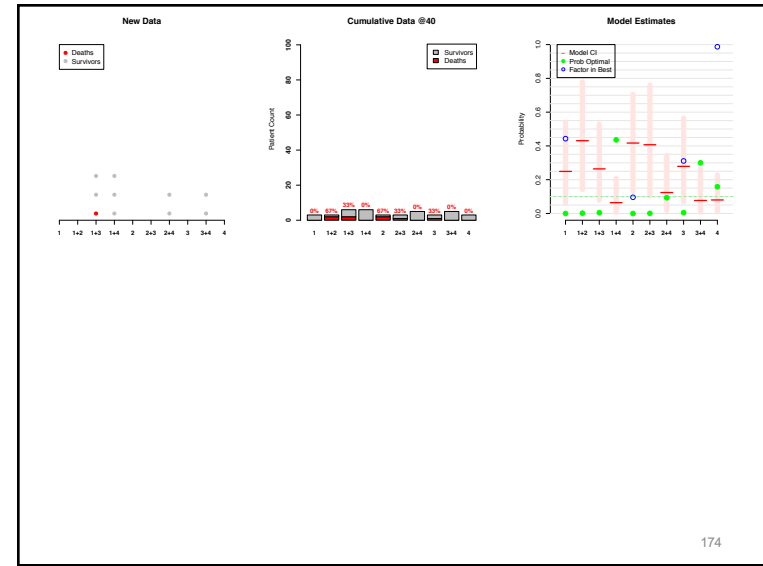 New Data
Deaths
Survivors
1 1+2 1+3 1+4 2 2+3 2+4 3 3+4 4
Cumulative Data @40
Survivors
Deaths
Patient Count
100
80
60
40
20
0
0% 67% 33% 0% 67% 33% 0% 33% 0% 0%
1 1+2 1+3 1+4 2 2+3 2+4 3 3+4 4
Model Estimates
Model CI
Prob Optimal
Factor in Best
Probability
1.0
0.8
0.6
0.4
0.2
0.0
1 1+2 1+3 1+4 2 2+3 2+4 3 3+4 4
174